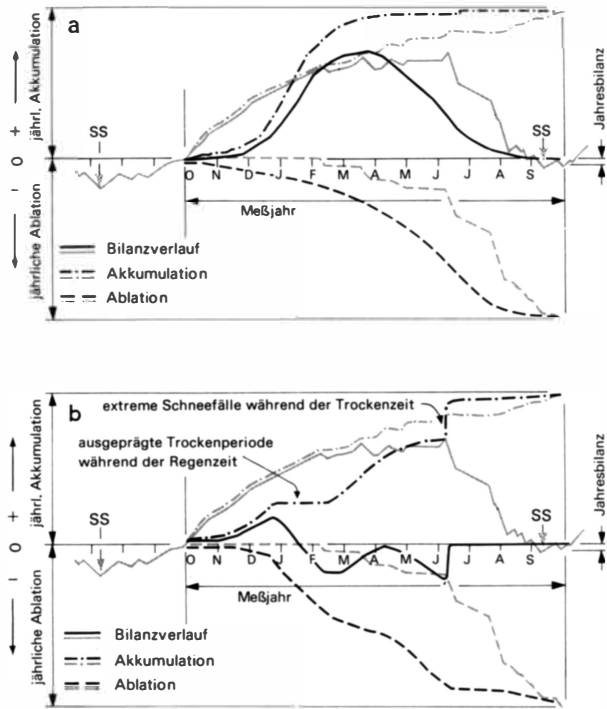 a
jährl. Akkumulation
+
0
−
jährliche Ablation
SS
SS
Jahresbilanz
O N D J F M A M J J A S
Meßjahr
Bilanzverlauf
Akkumulation
Ablation
b
jährl. Akkumulation
+
0
−
jährliche Ablation
extreme Schneefälle während der Trockenzeit
ausgeprägte Trockenperiode
während der Regenzeit
SS
SS
Jahresbilanz
O N D J F M A M J J A S
Meßjahr
Bilanzverlauf
Akkumulation
Ablation